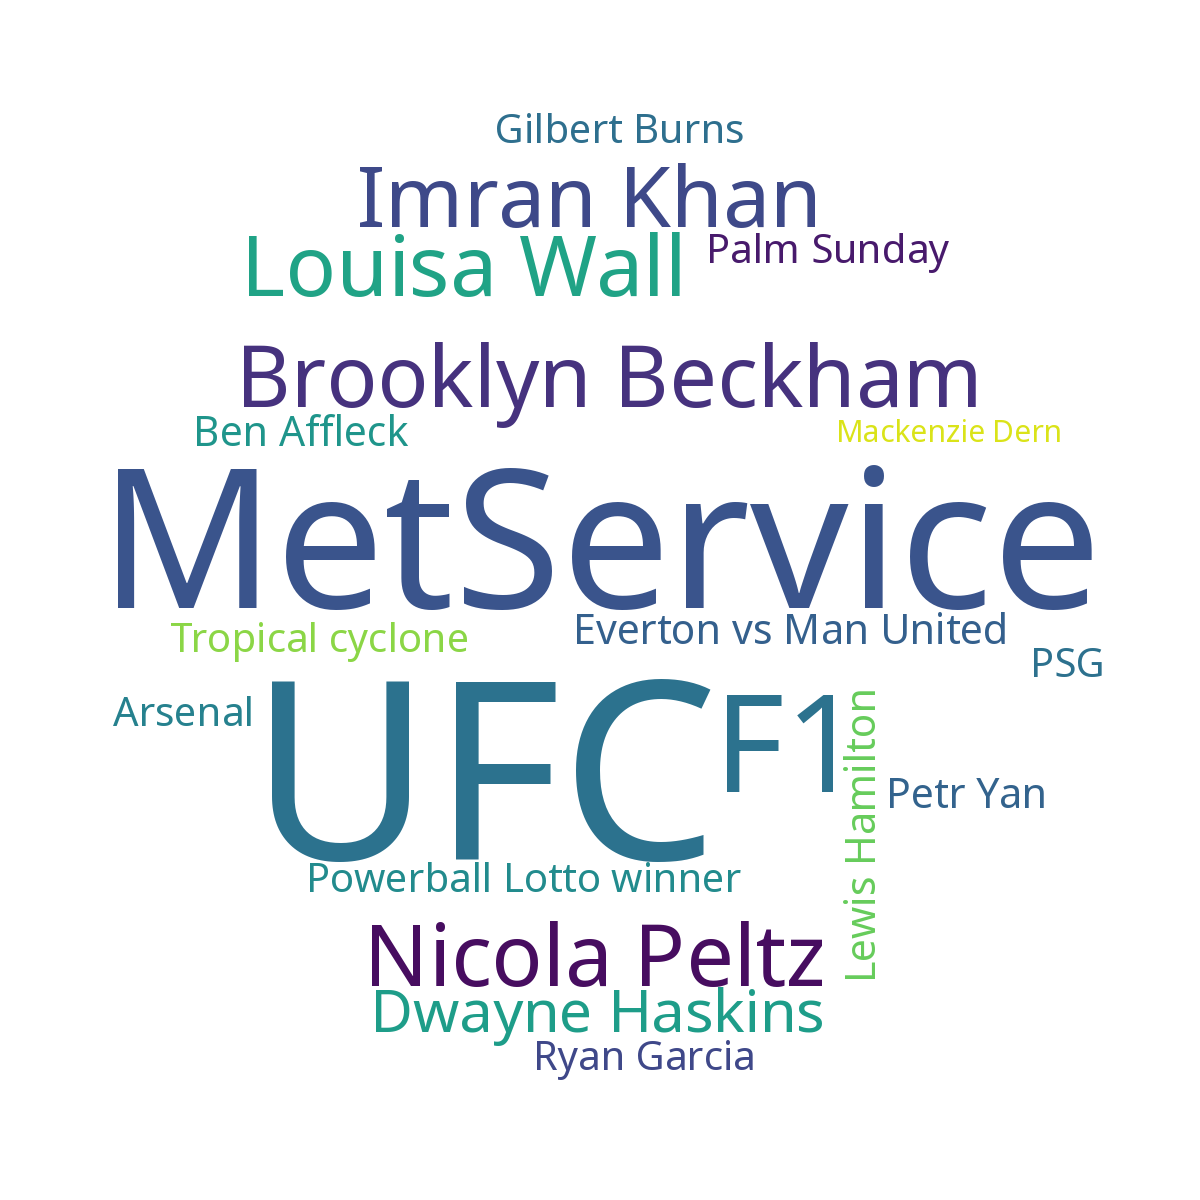 Gilbert Burns
Imran Khan
Louisa Wall
Palm Sunday
Brooklyn Beckham
Ben Affleck
Mackenzie Dern
MetService
Tropical cyclone
Everton vs Man United
PSG
Arsenal
UFC
F1
Lewis Hamilton
Petr Yan
Powerball Lotto winner
Nicola Peltz
Dwayne Haskins
Ryan Garcia